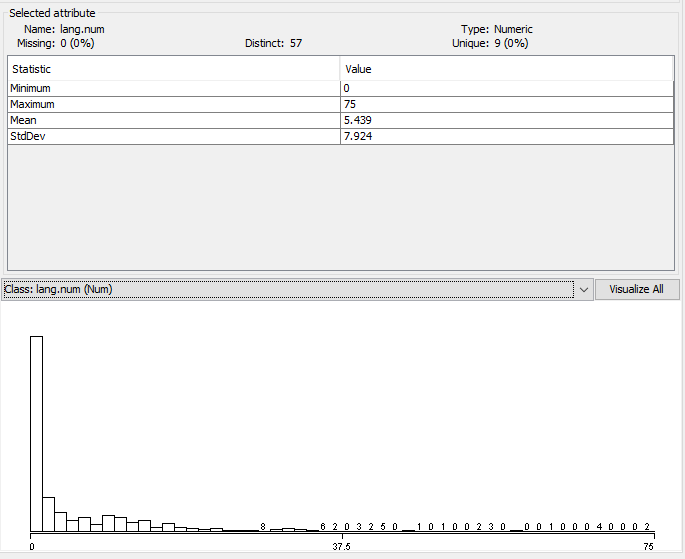 Selected attribute
Name: lang.num Type: Numeric
Missing: 0 (0%) Distinct: 57 Unique: 9 (0%)
Statistic Value
Minimum 0
Maximum 75
Mean 5.439
StdDev 7.924
Class: lang.num (Num) Visualize All
8 6 2 0 3 2 5 0 1 0 1 0 0 2 3 0 0 0 1 0 0 0 4 0 0 0 2
0 37.5 75